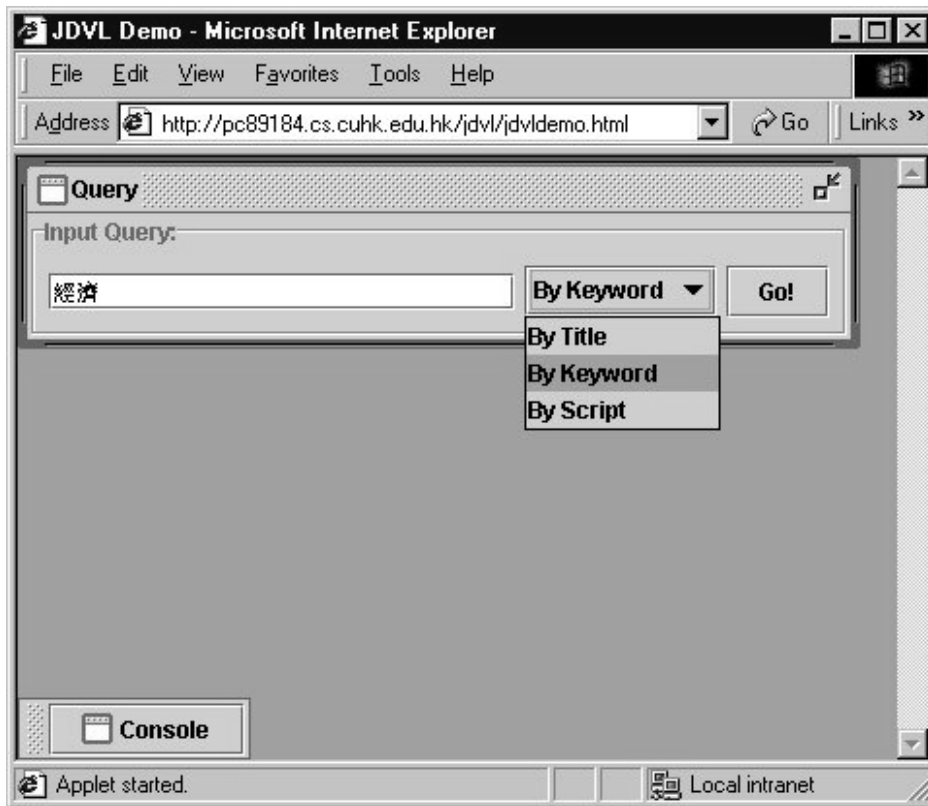 JDVL Demo - Microsoft Internet Explorer
File Edit View Favorites Tools Help
Address http://pc89184.cs.cuhk.edu.hk/jdvl/jdvldemo.html Go Links »
Query
Input Query:
經濟 By Keyword Go!
By Title
By Keyword
By Script
Console
Applet started. Local intranet